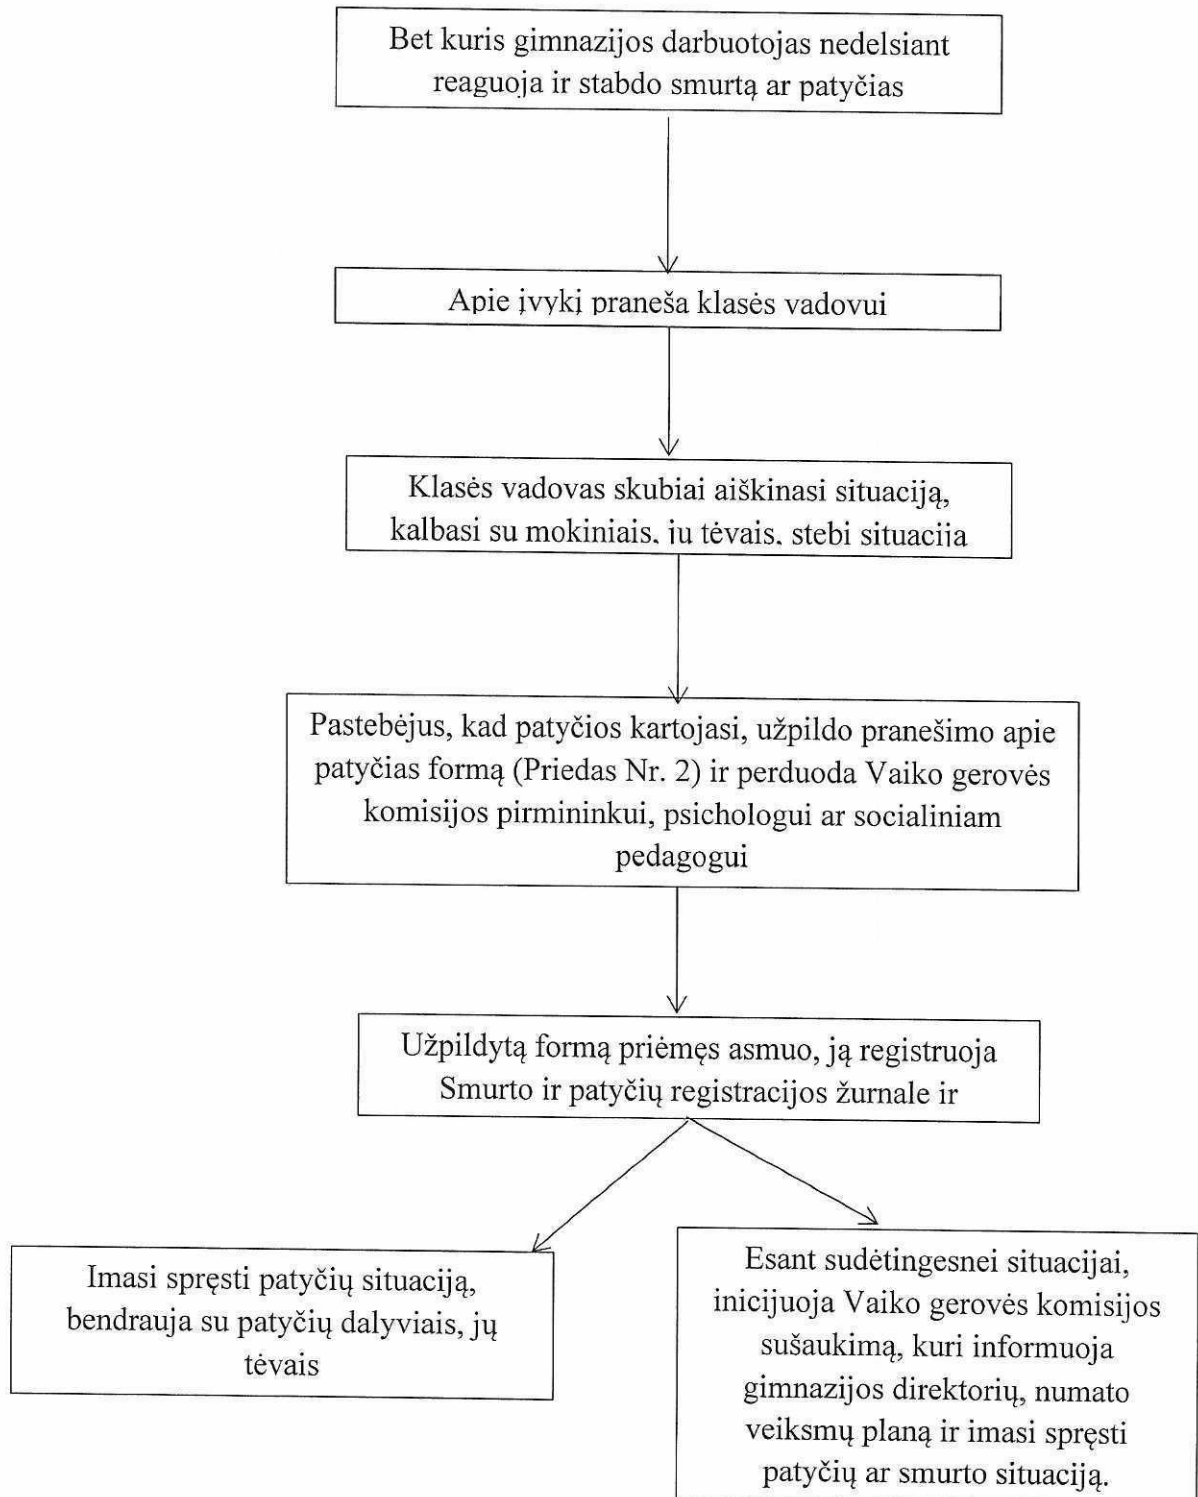 Bet kuris gimnazijos darbuotojas nedelsiant
reaguoja ir stabdo smurtą ar patyčias
Apie įvykį praneša klasės vadovui
Klasės vadovas skubiai aiškinasi situaciją,
kalbasi su mokiniais, jų tėvais, stebi situaciją
Pastebėjus, kad patyčios kartojasi, užpildo pranešimo apie
patyčias formą (Priedas Nr. 2) ir perduoda Vaiko gerovės
komisijos pirmininkui, psichologui ar socialiniam
pedagogui
Užpildytą formą priėmęs asmuo, ją registruoja
Smurto ir patyčių registracijos žurnale ir
Imasi spręsti patyčių situaciją,
bendrauja su patyčių dalyviais, jų
tėvais
Esant sudėtingesnei situacijai,
inicijuoja Vaiko gerovės komisijos
sušaukimą, kuri informuoja
gimnazijos direktorių, numato
veiksmų planą ir imasi spręsti
patyčių ar smurto situaciją.